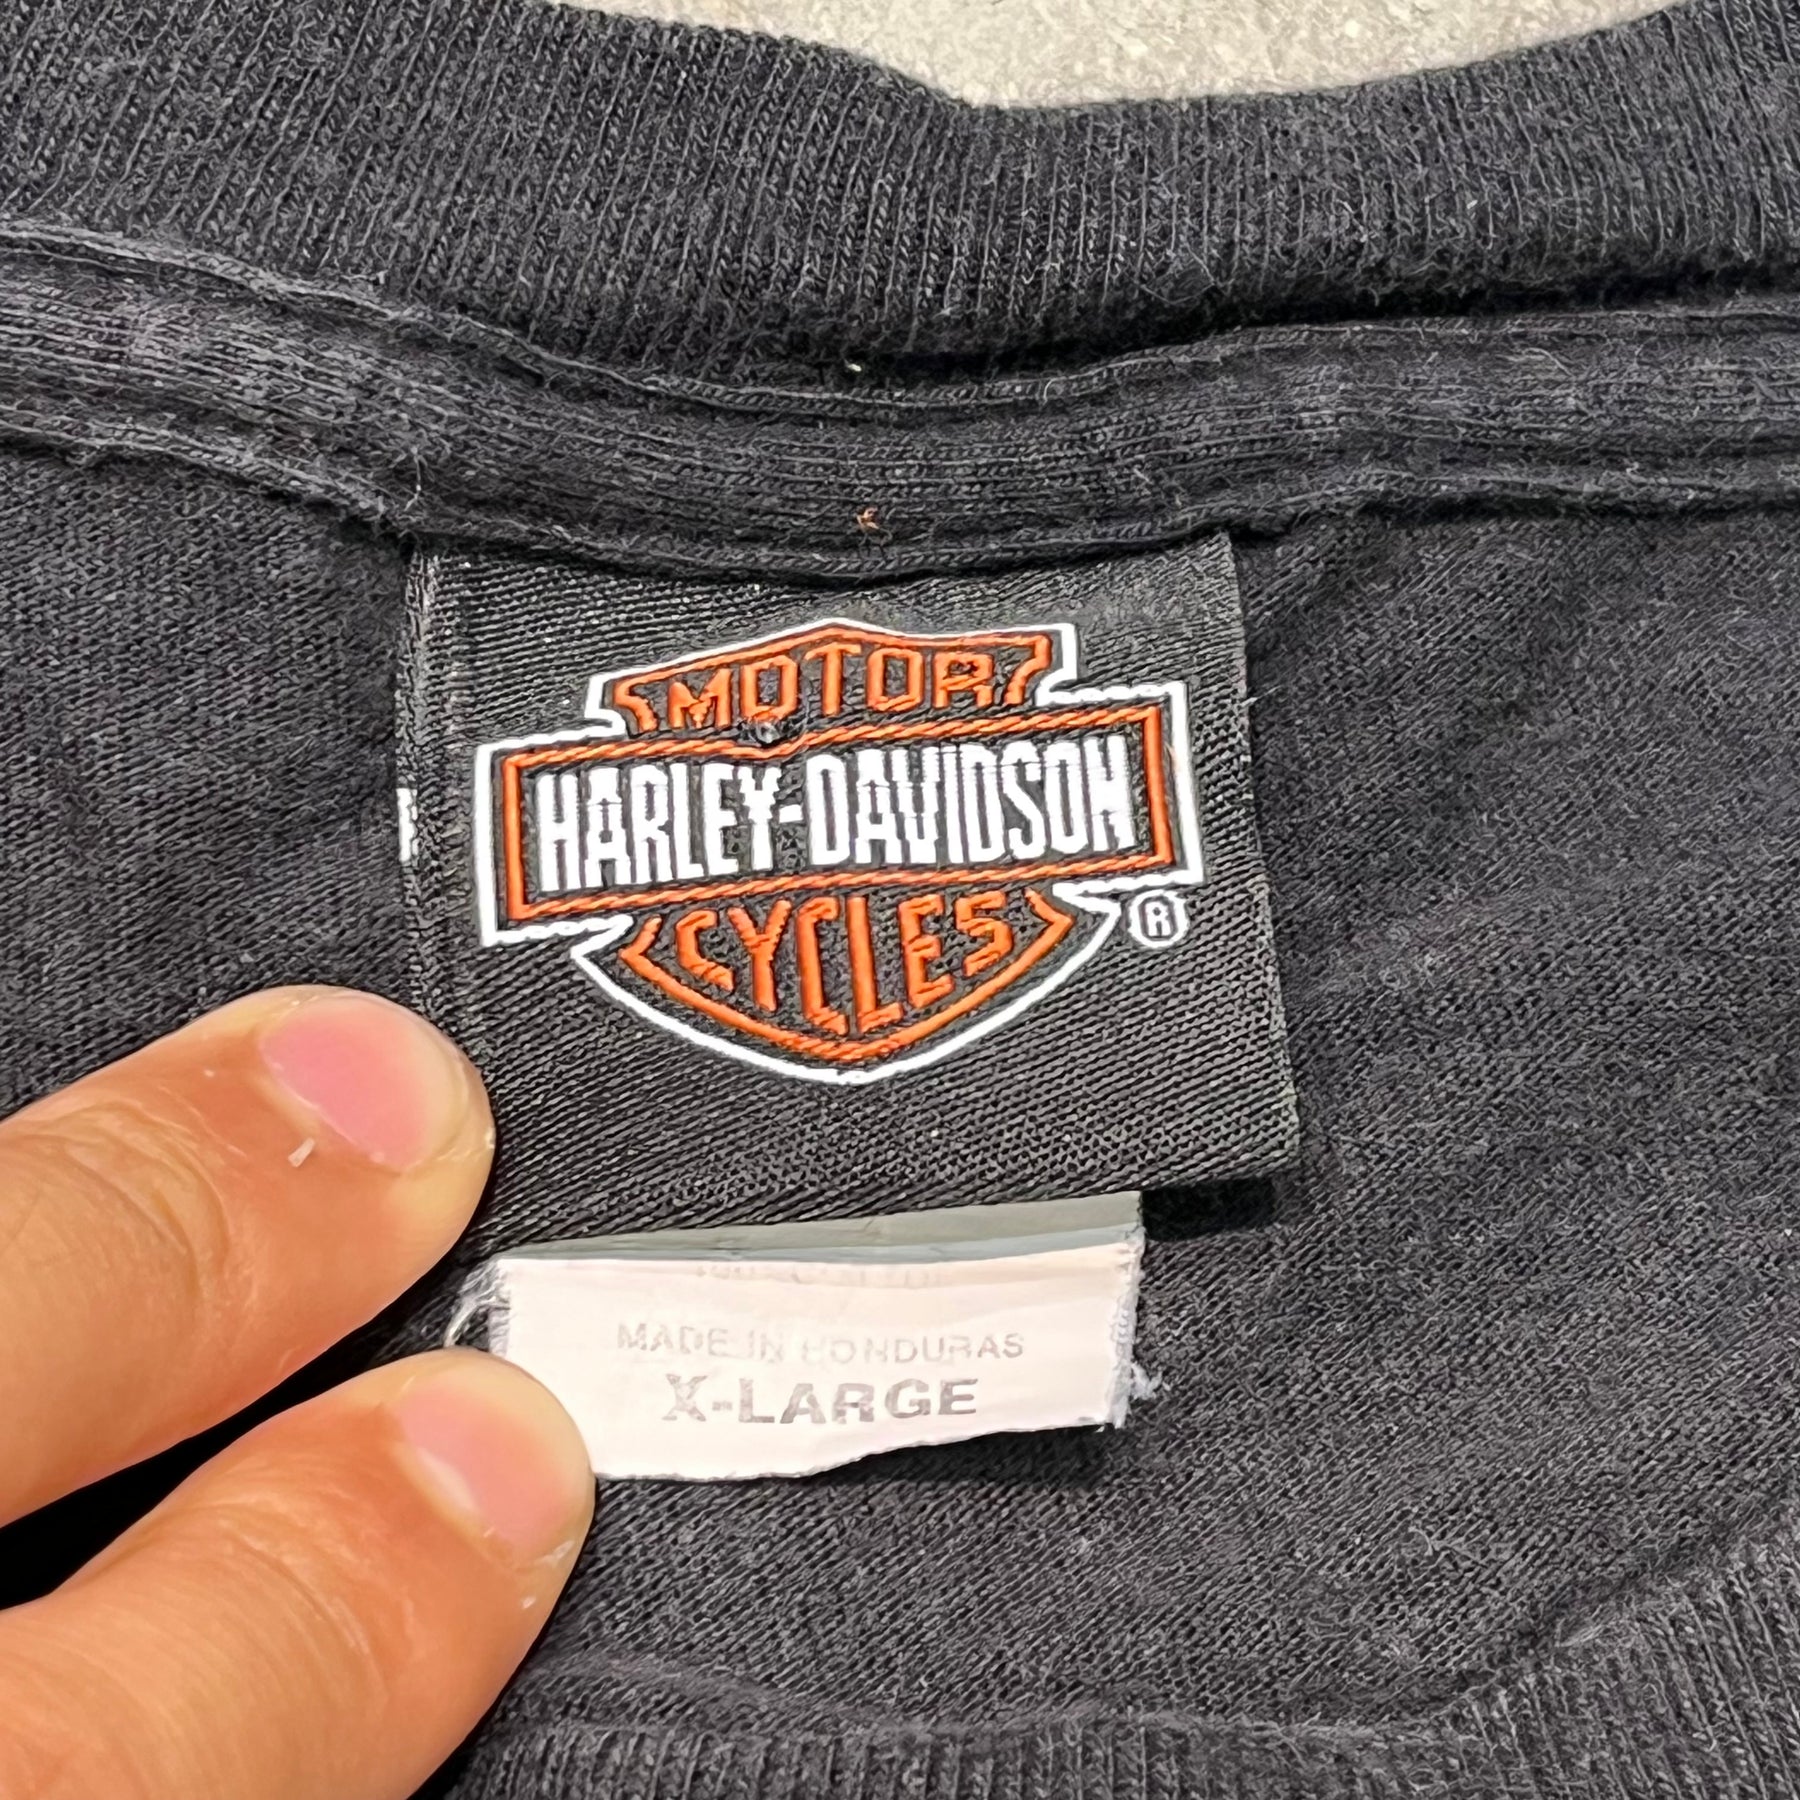 MOTOR
HARLEY-DAVIDSON
CYCLES
®
MADE IN HONDURAS
X-LARGE